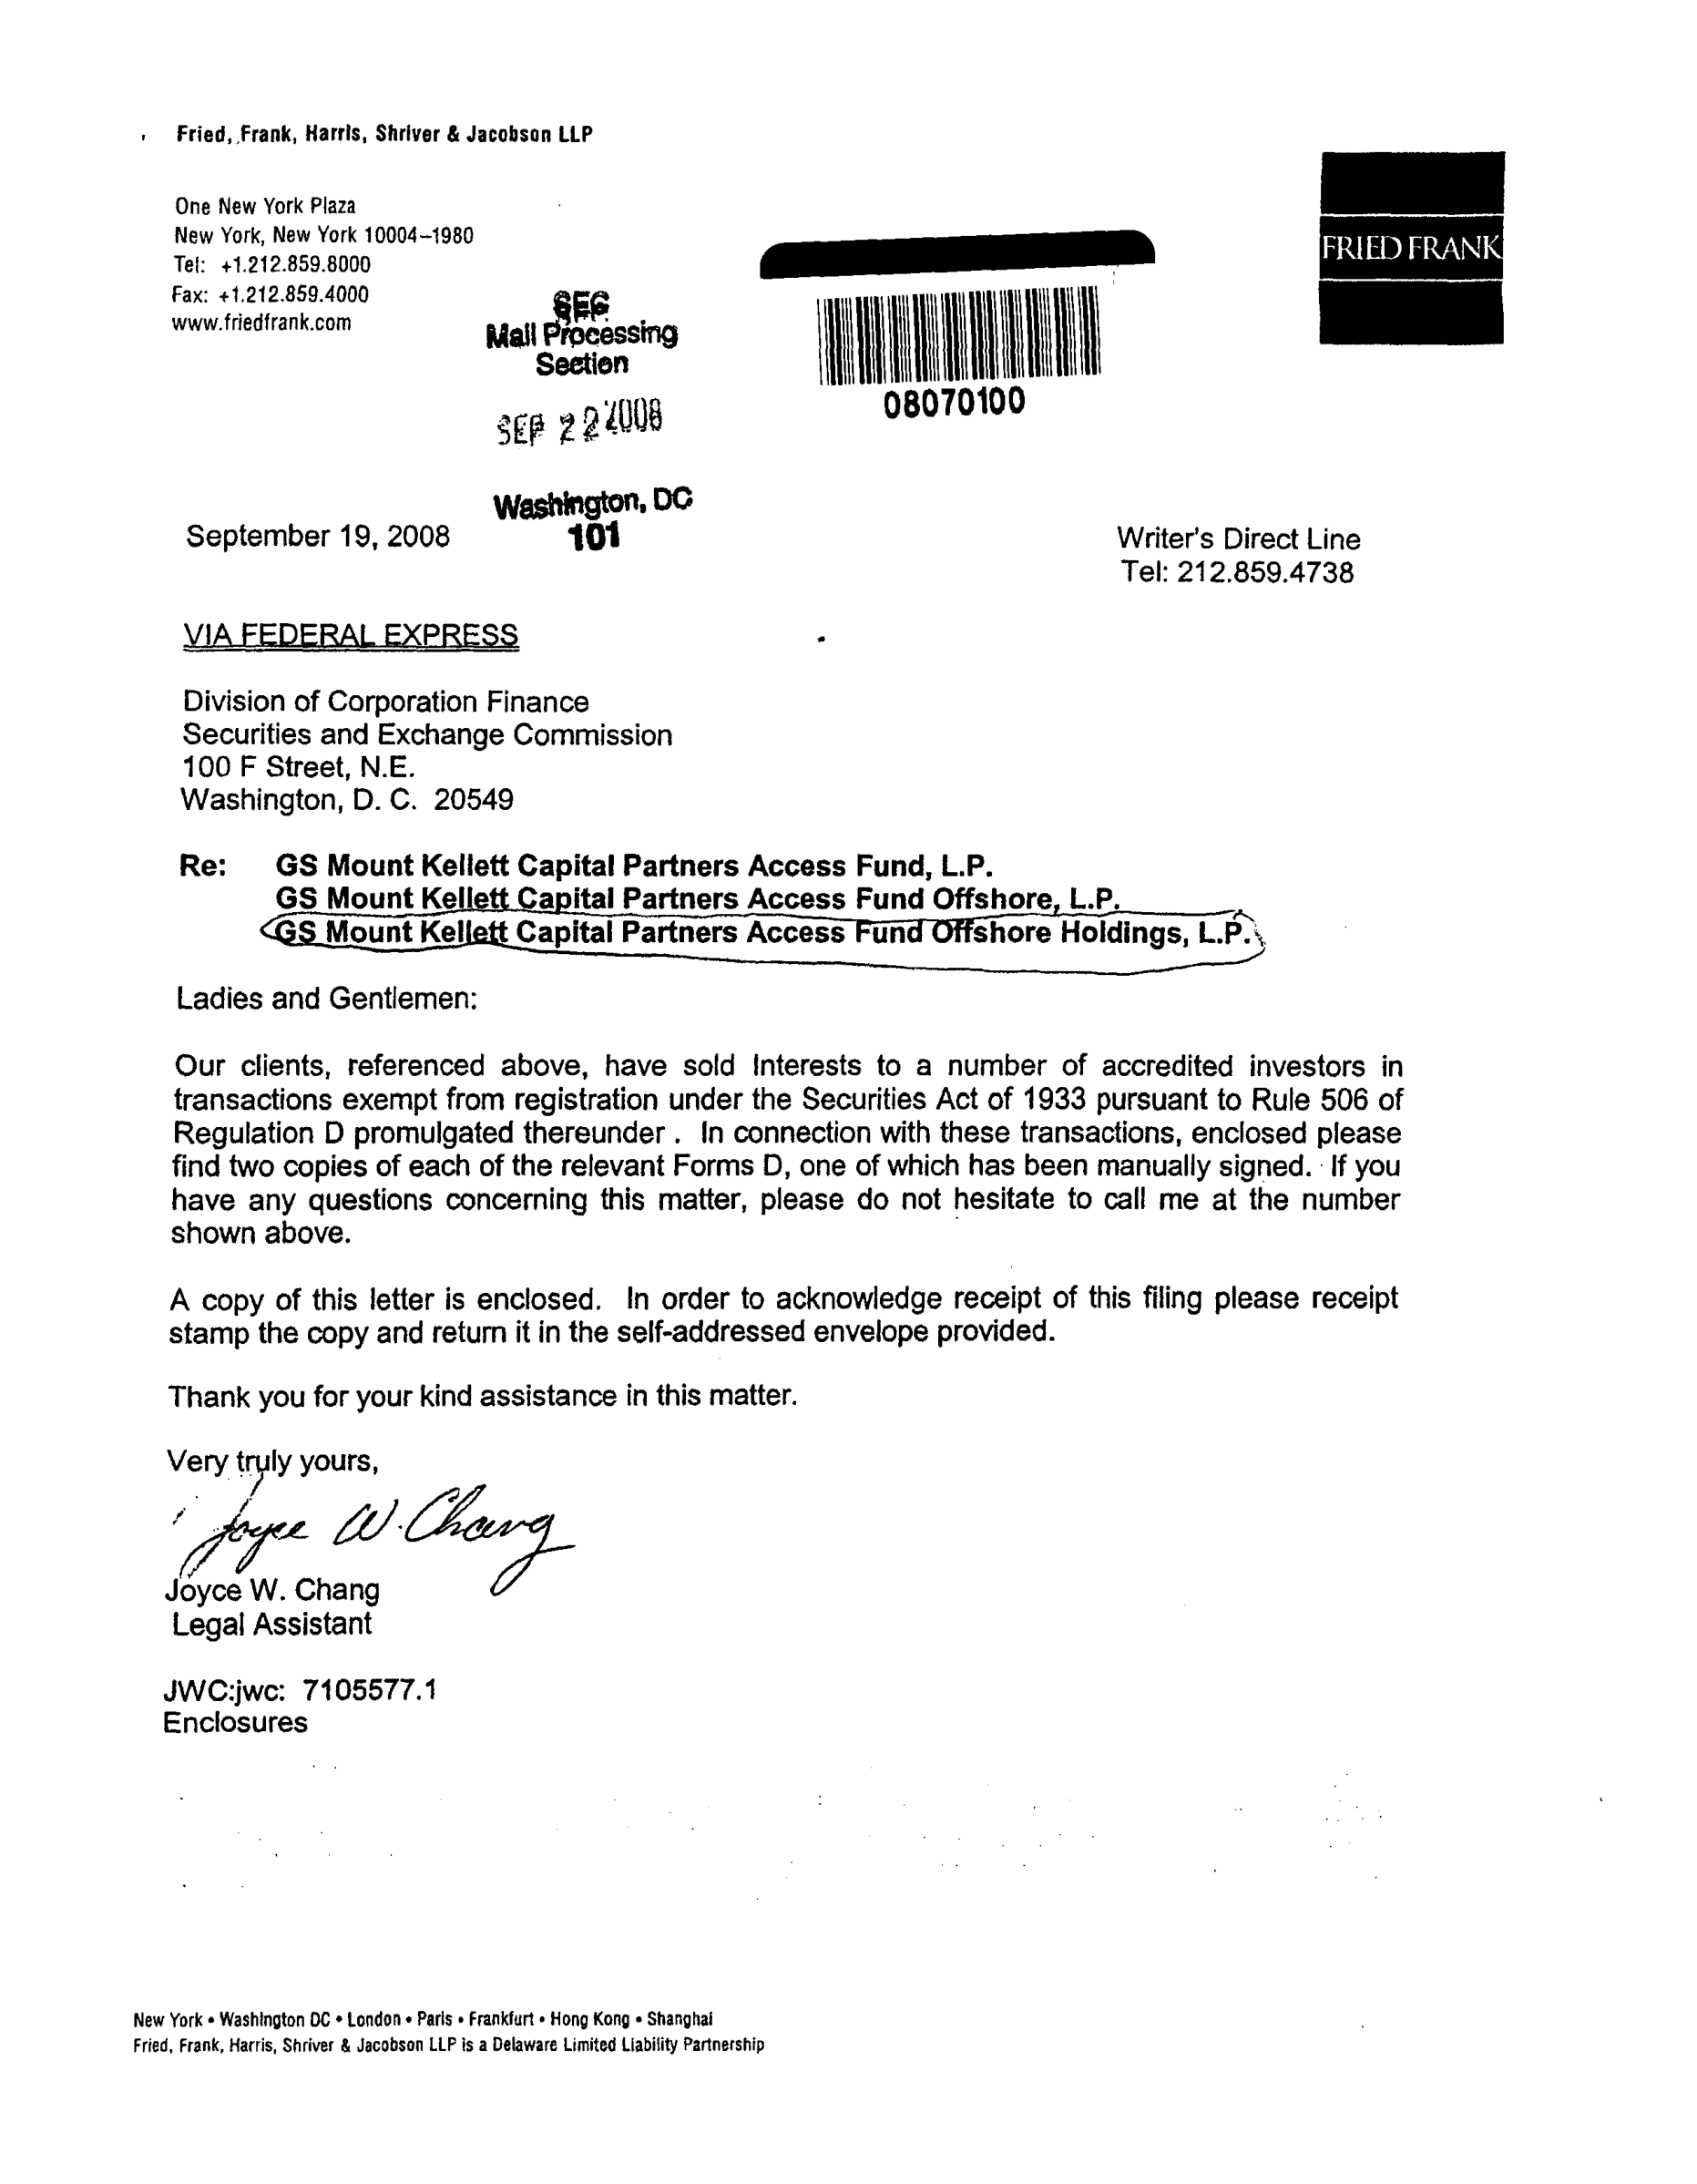 Fried, Frank, Harris, Shriver & Jacobson LLP
One New York Plaza
New York, New York 10004–1980
Tel: +1.212.859.8000
Fax: +1.212.859.4000
www.friedfrank.com
FRIED FRANK
SEC
Mail Processing
Section
SEP 22 2008
Washington, DC
101
08070100
September 19, 2008
Writer's Direct Line
Tel: 212.859.4738
VIA FEDERAL EXPRESS
Division of Corporation Finance
Securities and Exchange Commission
100 F Street, N.E.
Washington, D. C. 20549
Re: GS Mount Kellett Capital Partners Access Fund, L.P.
GS Mount Kellett Capital Partners Access Fund Offshore, L.P.
GS Mount Kellett Capital Partners Access Fund Offshore Holdings, L.P.
Ladies and Gentlemen:
Our clients, referenced above, have sold Interests to a number of accredited investors in
transactions exempt from registration under the Securities Act of 1933 pursuant to Rule 506 of
Regulation D promulgated thereunder . In connection with these transactions, enclosed please
find two copies of each of the relevant Forms D, one of which has been manually signed. If you
have any questions concerning this matter, please do not hesitate to call me at the number
shown above.
A copy of this letter is enclosed. In order to acknowledge receipt of this filing please receipt
stamp the copy and return it in the self-addressed envelope provided.
Thank you for your kind assistance in this matter.
Very truly yours,
Joyce W. Chang
Joyce W. Chang
Legal Assistant
JWC:jwc: 7105577.1
Enclosures
New York • Washington DC • London • Paris • Frankfurt • Hong Kong • Shanghai
Fried, Frank, Harris, Shriver & Jacobson LLP is a Delaware Limited Liability Partnership